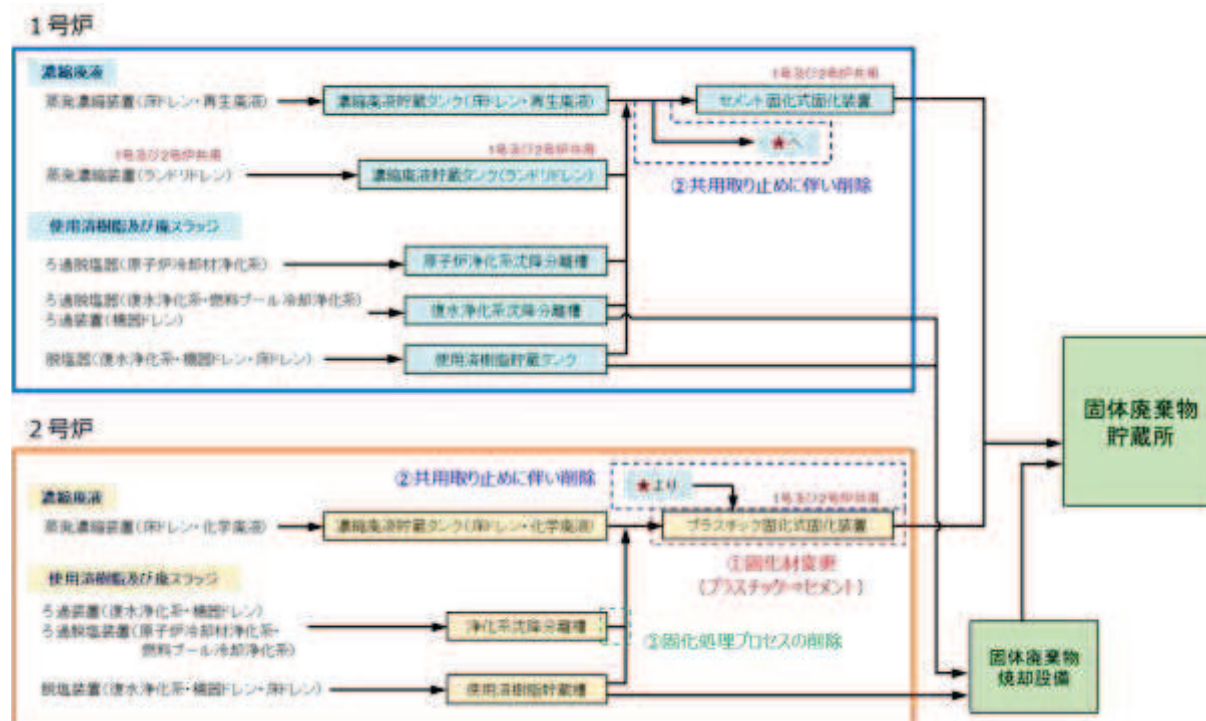 1号炉
濃縮廃液
1号及び2号炉共用
蒸発濃縮装置(床ドレン・再生廃液)
濃縮廃液貯蔵タンク(床ドレン・再生廃液)
セメント固化式固化装置
★へ
1号及び2号炉共用
1号及び2号炉共用
蒸発濃縮装置(ランドリドレン)
濃縮廃液貯蔵タンク(ランドリドレン)
②共用取り止めに伴い削除
使用済樹脂及び廃スラッジ
ろ過脱塩器(原子炉冷却材浄化系)
原子炉浄化系沈降分離槽
ろ過脱塩器(復水浄化系・燃料プール冷却浄化系)
ろ過装置(機器ドレン)
復水浄化系沈降分離槽
脱塩器(復水浄化系・機器ドレン・床ドレン)
使用済樹脂貯蔵タンク
固体廃棄物
貯蔵所
2号炉
②共用取り止めに伴い削除
★より
濃縮廃液
1号及び2号炉共用
蒸発濃縮装置(床ドレン・化学廃液)
濃縮廃液貯蔵タンク(床ドレン・化学廃液)
プラスチック固化式固化装置
①固化材変更
(プラスチック⇒セメント)
使用済樹脂及び廃スラッジ
ろ過装置(復水浄化系・機器ドレン)
ろ過脱塩装置(原子炉冷却材浄化系・
燃料プール冷却浄化系)
浄化系沈降分離槽
③固化処理プロセスの削除
固体廃棄物
焼却設備
脱塩装置(復水浄化系・機器ドレン・床ドレン)
使用済樹脂貯蔵槽